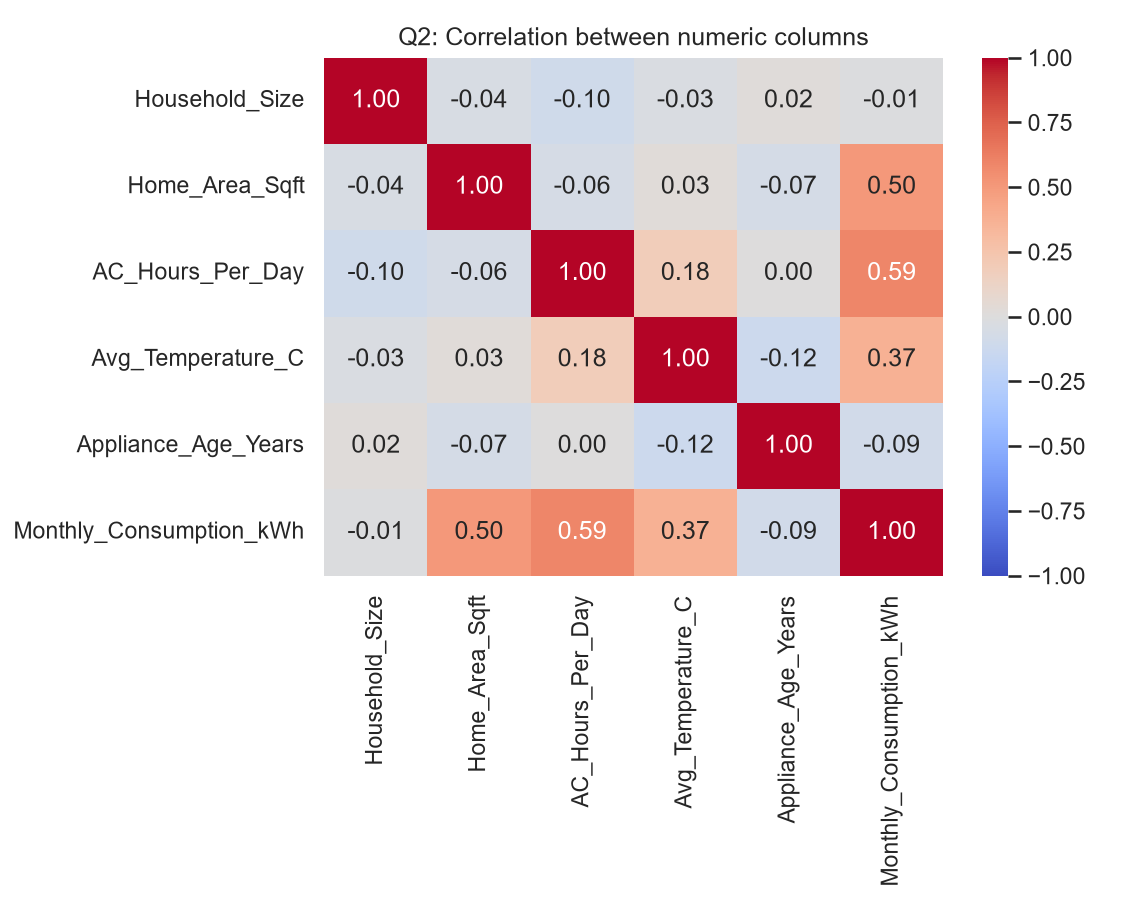 Q2: Correlation between numeric columns
Household_Size 1.00 -0.04 -0.10 -0.03 0.02 -0.01
Home_Area_Sqft -0.04 1.00 -0.06 0.03 -0.07 0.50
AC_Hours_Per_Day -0.10 -0.06 1.00 0.18 0.00 0.59
Avg_Temperature_C -0.03 0.03 0.18 1.00 -0.12 0.37
Appliance_Age_Years 0.02 -0.07 0.00 -0.12 1.00 -0.09
Monthly_Consumption_kWh -0.01 0.50 0.59 0.37 -0.09 1.00
Household_Size
Home_Area_Sqft
AC_Hours_Per_Day
Avg_Temperature_C
Appliance_Age_Years
Monthly_Consumption_kWh
1.00
0.75
0.50
0.25
0.00
−0.25
−0.50
−0.75
−1.00